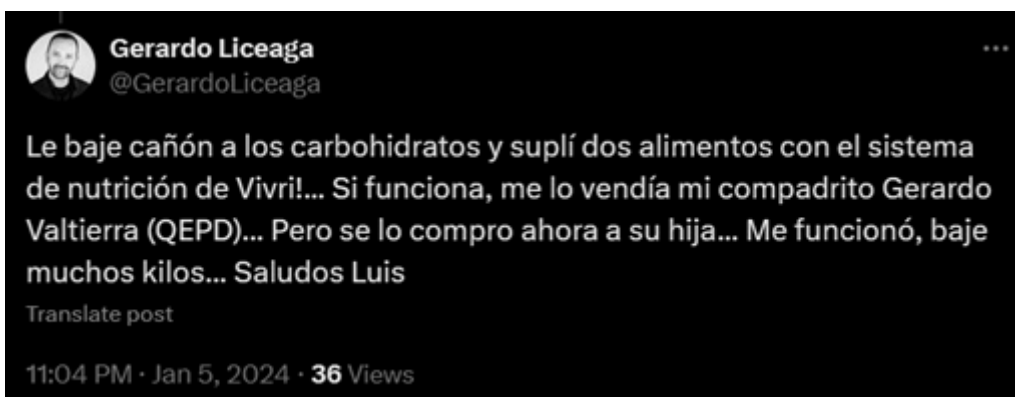 Gerardo Liceaga
@GerardoLiceaga
Le baje cañón a los carbohidratos y suplí dos alimentos con el sistema
de nutrición de Vivri!... Si funciona, me lo vendía mi compadrito Gerardo
Valtierra (QEPD)... Pero se lo compro ahora a su hija... Me funcionó, baje
muchos kilos... Saludos Luis
Translate post
11:04 PM · Jan 5, 2024 · 36 Views